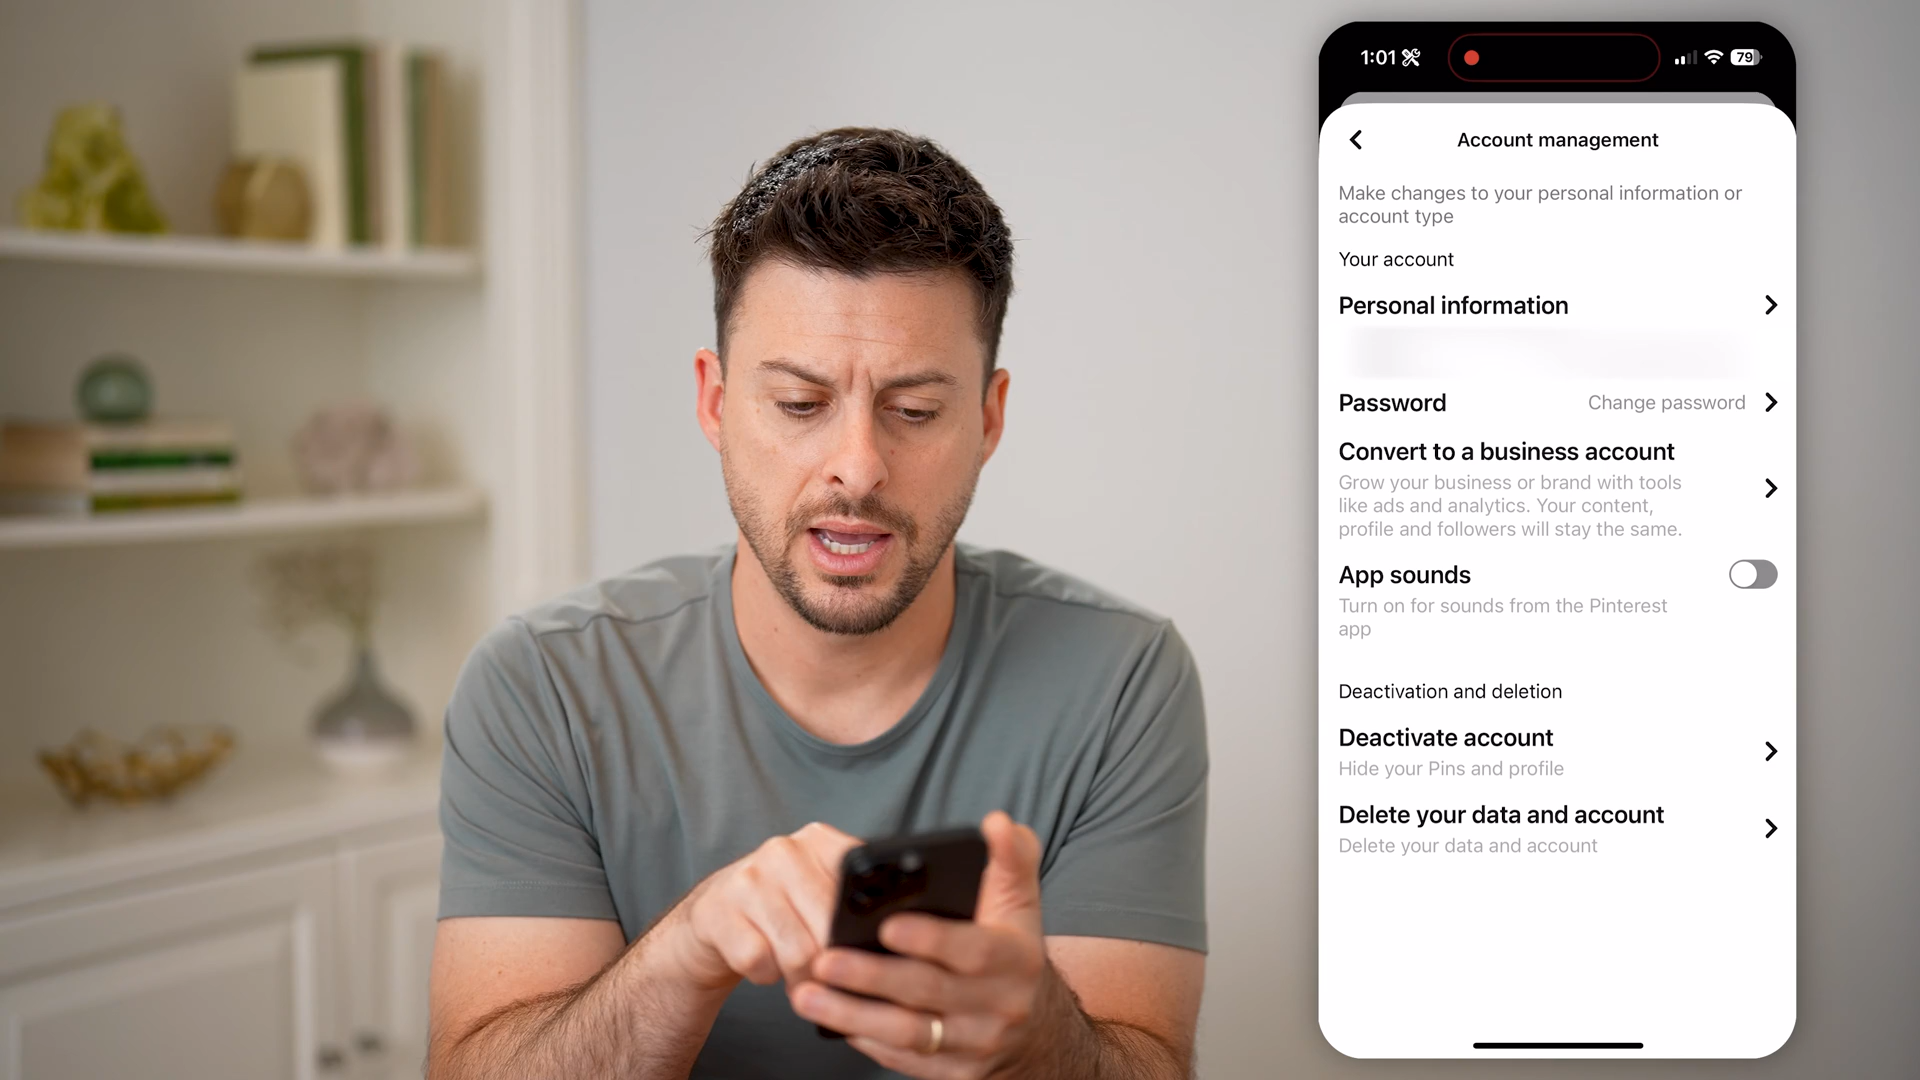 1:01
79
Account management
Make changes to your personal information or
account type
Your account
Personal information
Password
Change password
Convert to a business account
Grow your business or brand with tools
like ads and analytics. Your content,
profile and followers will stay the same.
App sounds
Turn on for sounds from the Pinterest
app
Deactivation and deletion
Deactivate account
Hide your Pins and profile
Delete your data and account
Delete your data and account